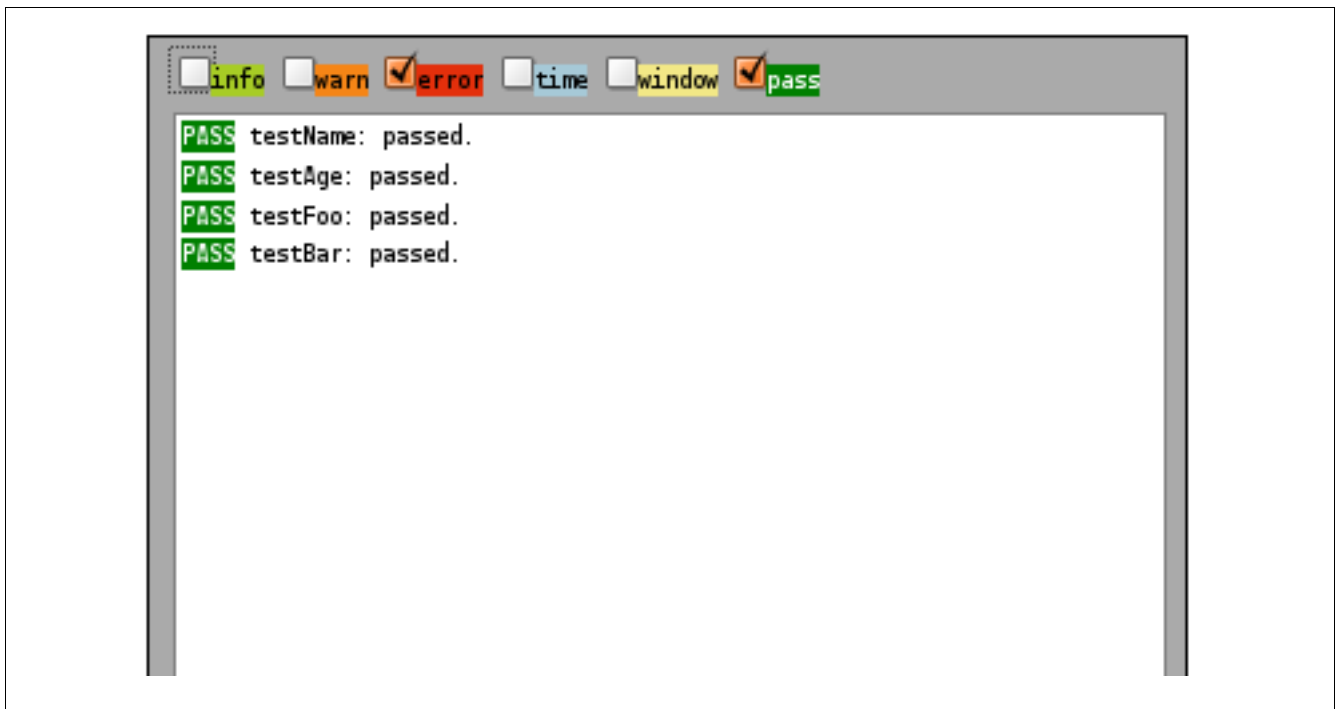 info warn error time window pass
PASS testName: passed.
PASS testAge: passed.
PASS testFoo: passed.
PASS testBar: passed.